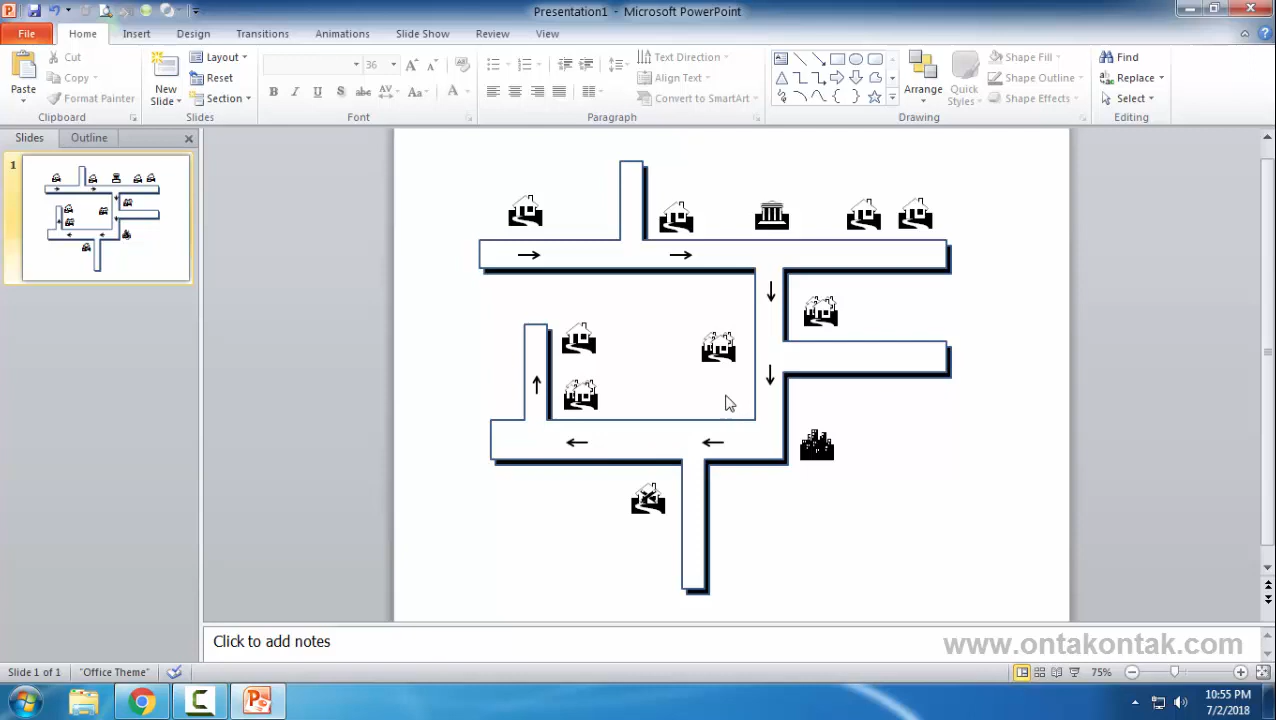 Presentation1 - Microsoft PowerPoint
File Home Insert Design Transitions Animations Slide Show Review View
Cut
Copy
Format Painter
Paste
Clipboard
New Slide
Layout
Reset
Section
Slides
36
B I U S abc AV Aa A
Font
Text Direction
Align Text
Convert to SmartArt
Paragraph
Arrange
Quick Styles
Shape Fill
Shape Outline
Shape Effects
Drawing
Find
Replace
Select
Editing
Slides Outline
1
Click to add notes
www.ontakontak.com
Slide 1 of 1 "Office Theme" 75%
10:55 PM
7/2/2018